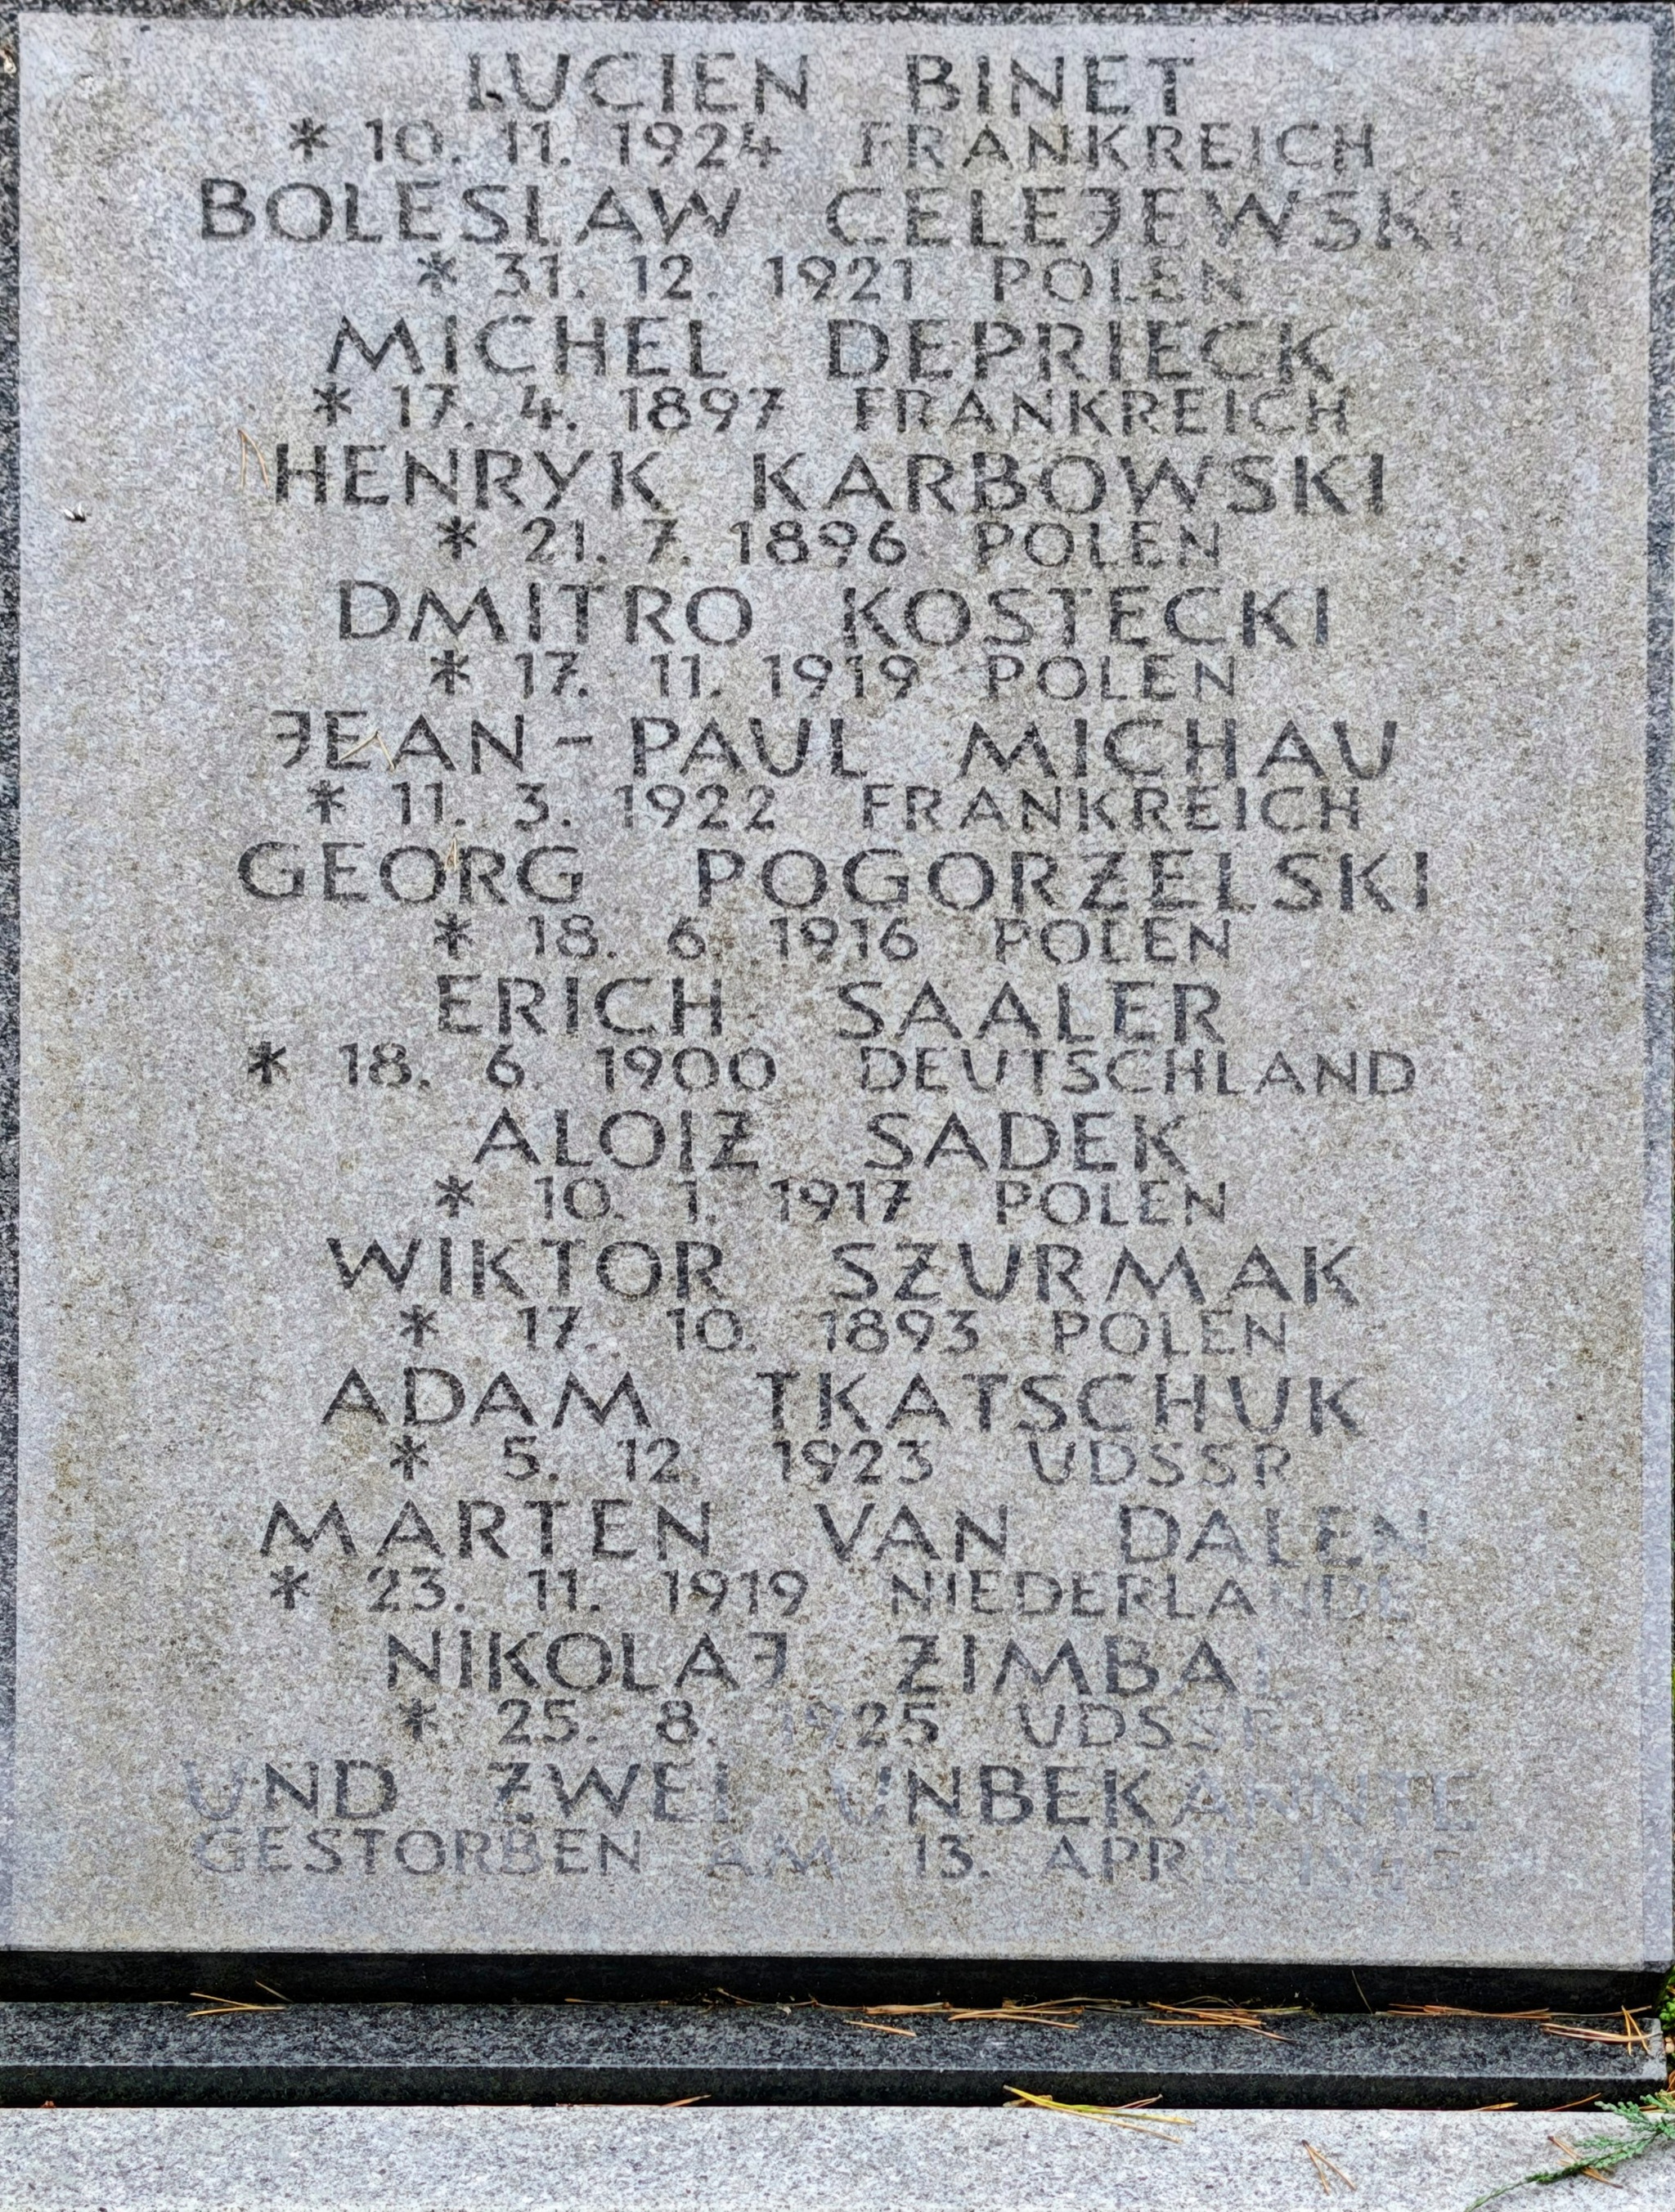 LUCIEN BINET
* 10. 11. 1924 FRANKREICH
BOLESLAW CELEJEWSKI
* 31. 12. 1921 POLEN
MICHEL DEPRIECK
* 17. 4. 1897 FRANKREICH
HENRYK KARBOWSKI
* 21. 7. 1896 POLEN
DMITRO KOSTECKI
* 17. 11. 1919 POLEN
JEAN-PAUL MICHAU
* 11. 3. 1922 FRANKREICH
GEORG POGORZELSKI
* 18. 6. 1916 POLEN
ERICH SAALER
* 18. 6. 1900 DEUTSCHLAND
ALOIZ SADEK
* 10. 1. 1917 POLEN
WIKTOR SZURMAK
* 17. 10. 1893 POLEN
ADAM TKATSCHUK
* 5. 12. 1923 UDSSR
MARTEN VAN DALEN
* 23. 11. 1919 NIEDERLANDE
NIKOLAJ
* 25. 8. 1925 UDSSR
UND ZWEI UNBEKANNTE
GESTORBEN AM 13. APRIL 1945